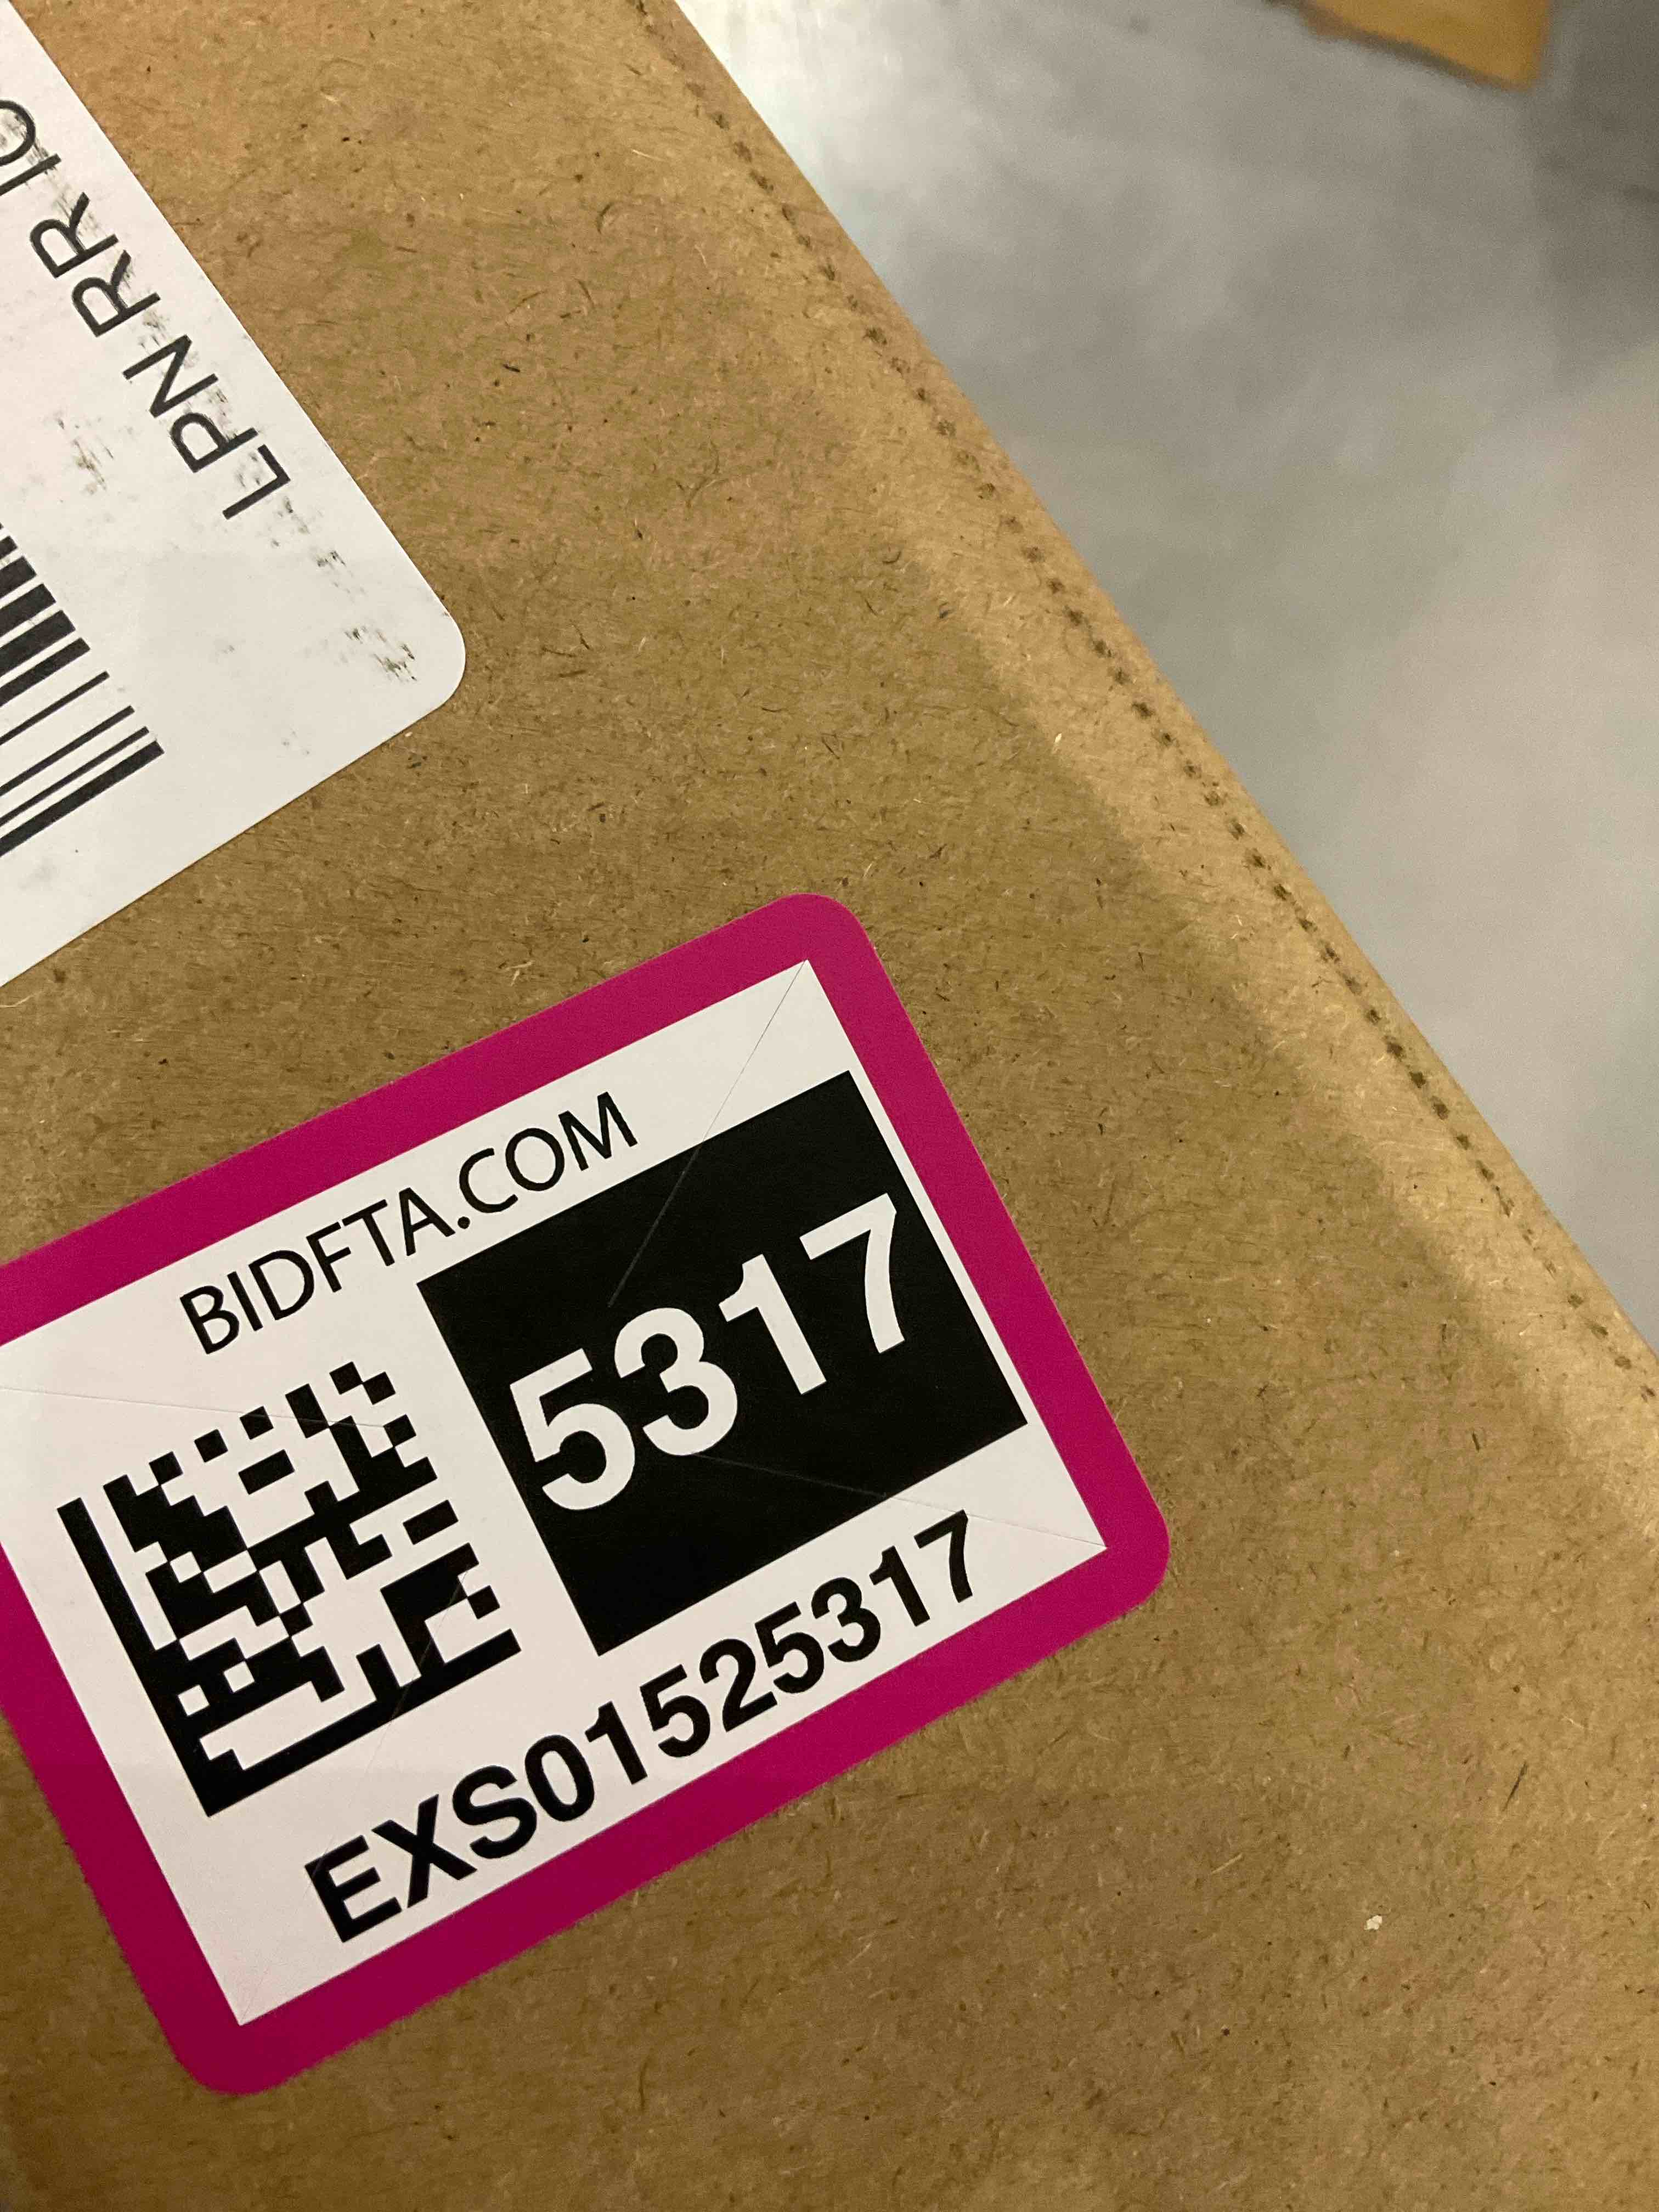 LPN RR
BIDFTA.COM
5317
EXS01525317